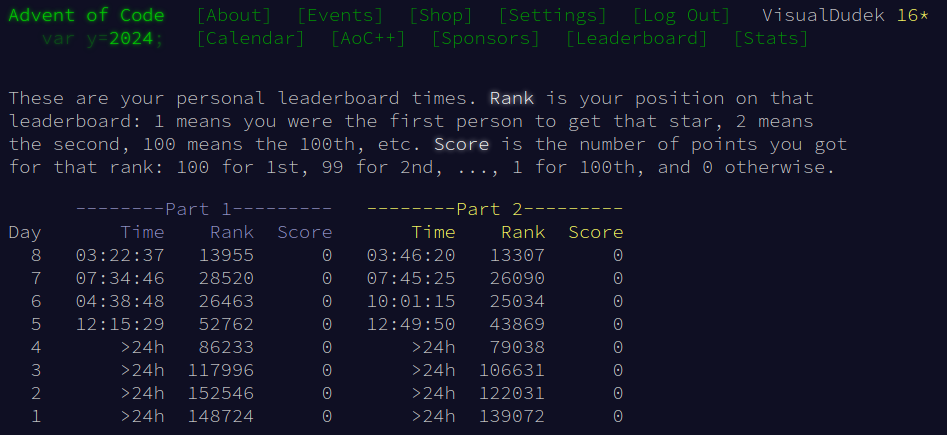 Advent of Code [About] [Events] [Shop] [Settings] [Log Out] VisualDudek 16*
var y=2024; [Calendar] [AoC++] [Sponsors] [Leaderboard] [Stats]
These are your personal leaderboard times. Rank is your position on that
leaderboard: 1 means you were the first person to get that star, 2 means
the second, 100 means the 100th, etc. Score is the number of points you got
for that rank: 100 for 1st, 99 for 2nd, ..., 1 for 100th, and 0 otherwise.
--------Part 1--------- --------Part 2---------
Day Time Rank Score Time Rank Score
8 03:22:37 13955 0 03:46:20 13307 0
7 07:34:46 28520 0 07:45:25 26090 0
6 04:38:48 26463 0 10:01:15 25034 0
5 12:15:29 52762 0 12:49:50 43869 0
4 >24h 86233 0 >24h 79038 0
3 >24h 117996 0 >24h 106631 0
2 >24h 152546 0 >24h 122031 0
1 >24h 148724 0 >24h 139072 0